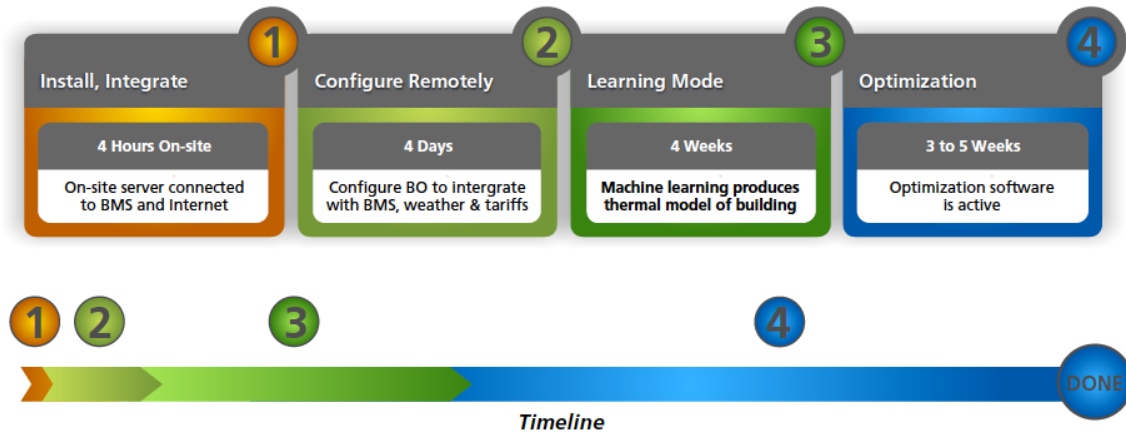 1
2
3
4
Install, Integrate
Configure Remotely
Learning Mode
Optimization
4 Hours On-site
4 Days
4 Weeks
3 to 5 Weeks
On-site server connected
to BMS and Internet
Configure BO to intergrate
with BMS, weather & tariffs
Machine learning produces
thermal model of building
Optimization software
is active
1
2
3
4
DONE
Timeline